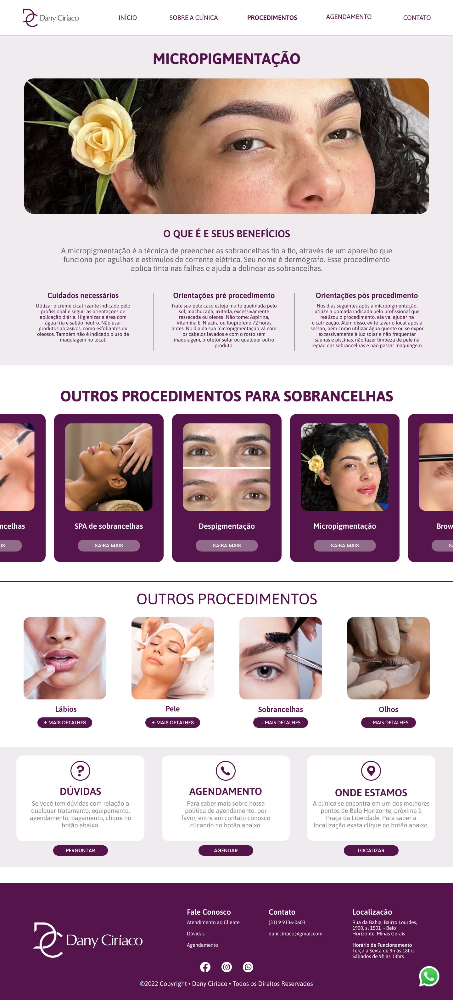 Dany Ciríaco
INÍCIO
SOBRE A CLÍNICA
PROCEDIMENTOS
AGENDAMENTO
CONTATO
MICROPIGMENTAÇÃO
O QUE É E SEUS BENEFÍCIOS
A micropigmentação é a técnica de preencher as sobrancelhas fio a fio, através de um aparelho que
funciona por agulhas e estímulos de corrente elétrica. Seu nome é dermógrafo. Esse procedimento
aplica tinta nas falhas e ajuda a delinear as sobrancelhas.
Cuidados necessários
Utilizar o creme cicatrizante indicado pelo
profissional e seguir as orientações de
aplicação diária. Higienizar a área com
água fria e sabão neutro. Não usar
produtos abrasivos, como esfoliantes ou
oleosos. Também não é indicado o uso de
maquiagem no local.
Orientações pré procedimento
Trate sua pele caso esteja muito queimada pelo
sol, machucada, irritada, excessivamente
ressecada ou oleosa. Não tome: Aspirina,
Vitamina E, Niacira ou Ibuprofeno 72 horas
antes. No dia da sua micropigmentação vá com
os cabelos lavados e com o rosto sem
maquiagem, protetor solar ou qualquer outro
produto.
Orientações pós procedimento
Nos dias seguintes após a micropigmentação,
utilize a pomada indicada pelo profissional que
realizou o procedimento, ela vai ajudar na
cicatrização. Além disso, evite lavar o local após a
sessão, bem como utilizar água quente ou se expor
excessivamente à luz solar e não frequentar
saunas e piscinas, não fazer limpeza de pele na
região das sobrancelhas e não passar maquiagem.
OUTROS PROCEDIMENTOS PARA SOBRANCELHAS
ncelhas
IS
SPA de sobrancelhas
SAIBA MAIS
Despigmentação
SAIBA MAIS
Micropigmentação
SAIBA MAIS
Brow
SA
OUTROS PROCEDIMENTOS
Lábios
+ MAIS DETALHES
Pele
+ MAIS DETALHES
Sobrancelhas
+ MAIS DETALHES
Olhos
+ MAIS DETALHES
?
DÚVIDAS
Se você tem dúvidas com relação a
qualquer tratamento, equipamento,
agendamento, pagamento, clique no
botão abaixo.
PERGUNTAR
AGENDAMENTO
Para saber mais sobre nossa
política de agendamento, por
favor, entre em contato conosco
clicando no botão abaixo.
AGENDAR
ONDE ESTAMOS
A clínica se encontra em um dos melhores
pontos de Belo Horizonte, próxima à
Praça da Liberdade. Para saber a
localização exata clique no botão abaixo.
LOCALIZAR
Dany Ciríaco
Fale Conosco
Atendimento ao Cliente
Dúvidas
Agendamento
Contato
(31) 9 9136-0603
dani.ciriaco@gmail.com
Localizacão
Rua da Bahia, Bairro Lourdes,
1900, sl 1501 - Belo
Horizonte, Minas Gerais
Horário de Funcionamento
Terça a Sexta de 9h às 18hrs
Sábados de 9h às 13hrs
©2022 Copyright • Dany Ciríaco • Todos os Direitos Reservados